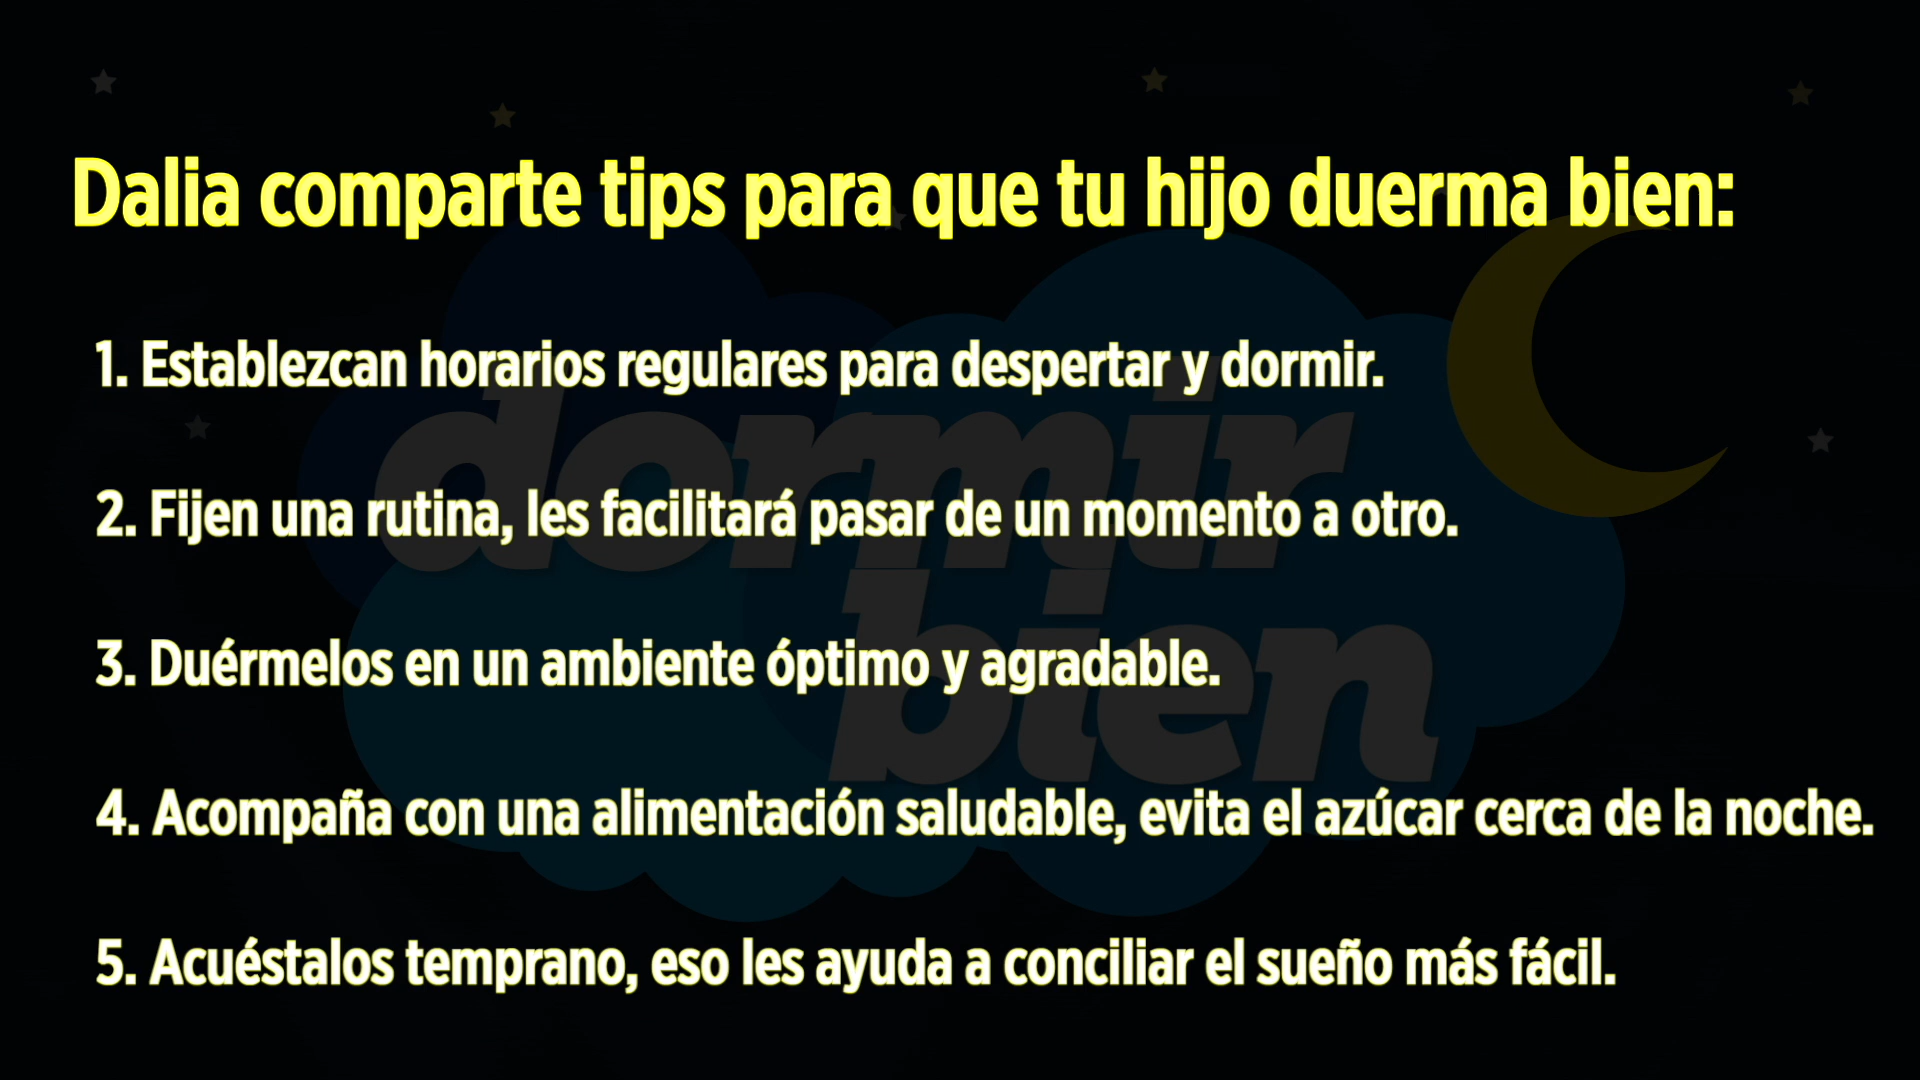 Dalia comparte tips para que tu hijo duerma bien:
1. Establezcan horarios regulares para despertar y dormir.
dormir
2. Fijen una rutina, les facilitará pasar de un momento a otro.
bien
3. Duérmelos en un ambiente óptimo y agradable.
4. Acompaña con una alimentación saludable, evita el azúcar cerca de la noche.
5. Acuéstalos temprano, eso les ayuda a conciliar el sueño más fácil.